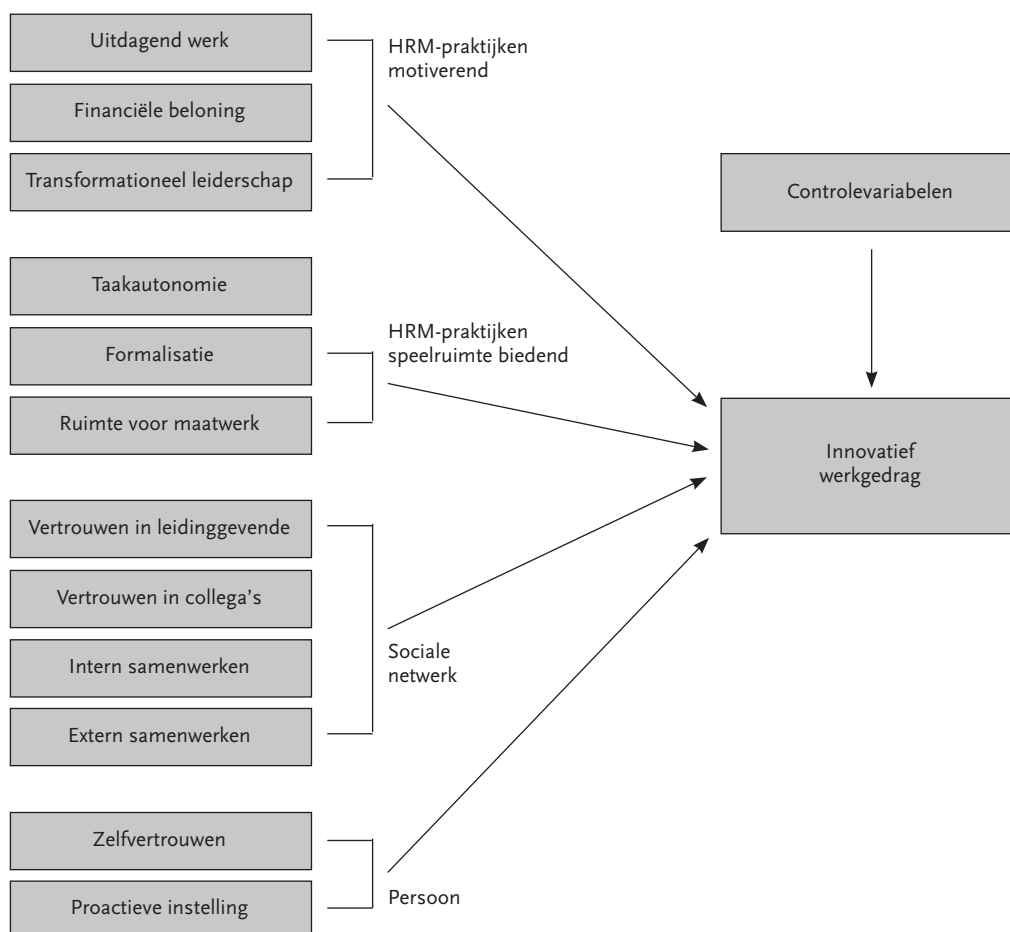 Uitdagend werk
Financiële beloning
Transformationeel leiderschap
HRM-praktijken
motiverend
Controlevariabelen
Taakautonomie
Formalisatie
Ruimte voor maatwerk
HRM-praktijken
speelruimte biedend
Innovatief
werkgedrag
Vertrouwen in leidinggevende
Vertrouwen in collega's
Intern samenwerken
Extern samenwerken
Sociale
netwerk
Zelfvertrouwen
Proactieve instelling
Persoon